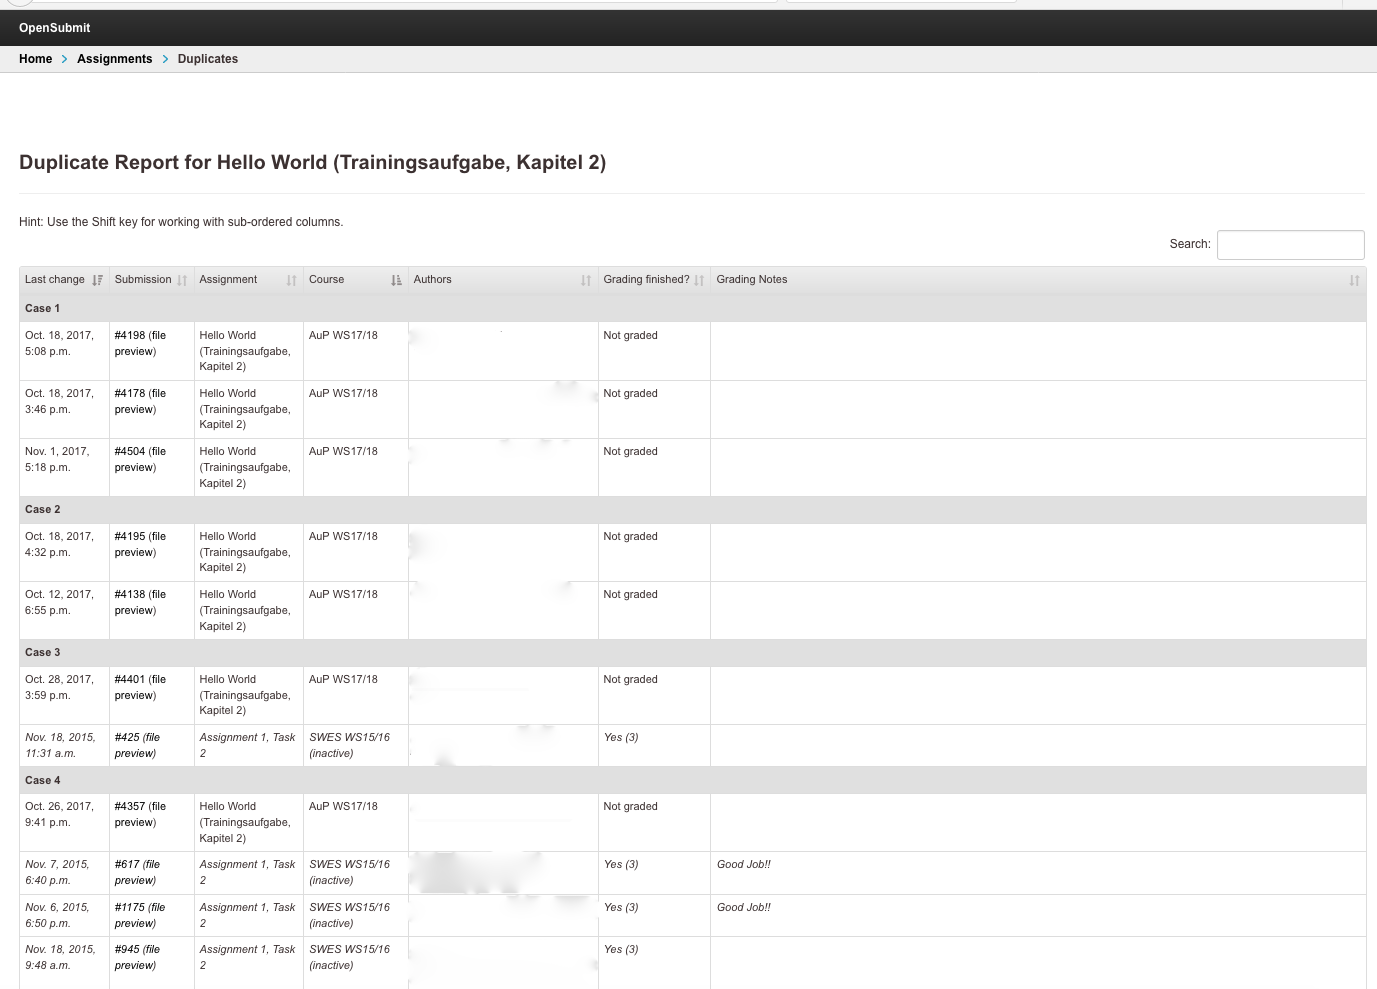 OpenSubmit
Home > Assignments > Duplicates
Duplicate Report for Hello World (Trainingsaufgabe, Kapitel 2)
Hint: Use the Shift key for working with sub-ordered columns.
Search:
Last change Submission Assignment Course Authors Grading finished? Grading Notes
Case 1
Oct. 18, 2017, #4198 (file Hello World AuP WS17/18 Not graded
5:08 p.m. preview) (Trainingsaufgabe,
Kapitel 2)
Oct. 18, 2017, #4178 (file Hello World AuP WS17/18 Not graded
3:46 p.m. preview) (Trainingsaufgabe,
Kapitel 2)
Nov. 1, 2017, #4504 (file Hello World AuP WS17/18 Not graded
5:18 p.m. preview) (Trainingsaufgabe,
Kapitel 2)
Case 2
Oct. 18, 2017, #4195 (file Hello World AuP WS17/18 Not graded
4:32 p.m. preview) (Trainingsaufgabe,
Kapitel 2)
Oct. 12, 2017, #4138 (file Hello World AuP WS17/18 Not graded
6:55 p.m. preview) (Trainingsaufgabe,
Kapitel 2)
Case 3
Oct. 28, 2017, #4401 (file Hello World AuP WS17/18 Not graded
3:59 p.m. preview) (Trainingsaufgabe,
Kapitel 2)
Nov. 18, 2015, #425 (file Assignment 1, Task SWES WS15/16 Yes (3)
11:31 a.m. preview) 2 (inactive)
Case 4
Oct. 26, 2017, #4357 (file Hello World AuP WS17/18 Not graded
9:41 p.m. preview) (Trainingsaufgabe,
Kapitel 2)
Nov. 7, 2015, #617 (file Assignment 1, Task SWES WS15/16 Yes (3) Good Job!!
6:40 p.m. preview) 2 (inactive)
Nov. 6, 2015, #1175 (file Assignment 1, Task SWES WS15/16 Yes (3) Good Job!!
6:50 p.m. preview) 2 (inactive)
Nov. 18, 2015, #945 (file Assignment 1, Task SWES WS15/16 Yes (3)
9:48 a.m. preview) 2 (inactive)